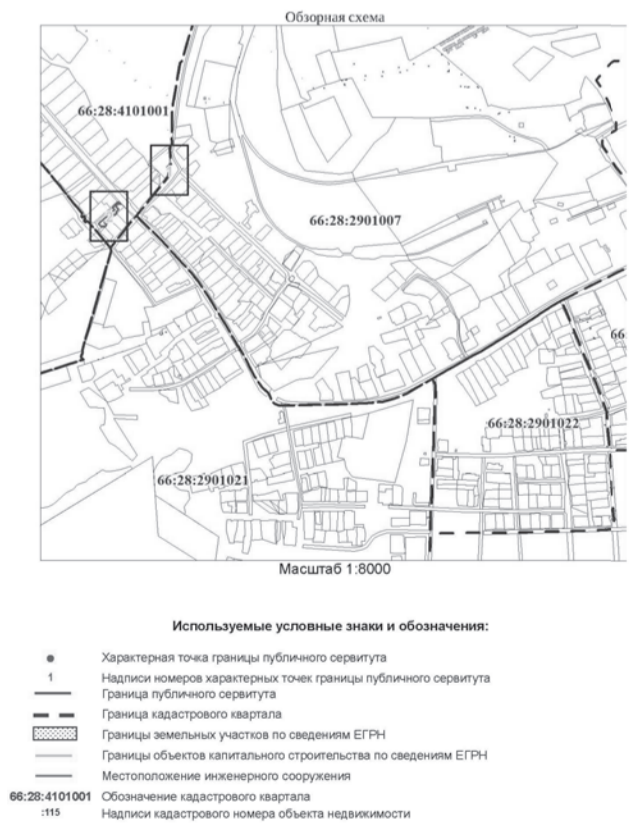 Обзорная схема
66:28:4101001
66:28:2901007
66:
66:28:2901022
66:28:2901021
Масштаб 1:8000
Используемые условные знаки и обозначения:
Характерная точка границы публичного сервитута
1 Надписи номеров характерных точек границы публичного сервитута
Граница публичного сервитута
Граница кадастрового квартала
Границы земельных участков по сведениям ЕГРН
Границы объектов капитального строительства по сведениям ЕГРН
Местоположение инженерного сооружения
66:28:4101001 Обозначение кадастрового квартала
:115 Надписи кадастрового номера объекта недвижимости